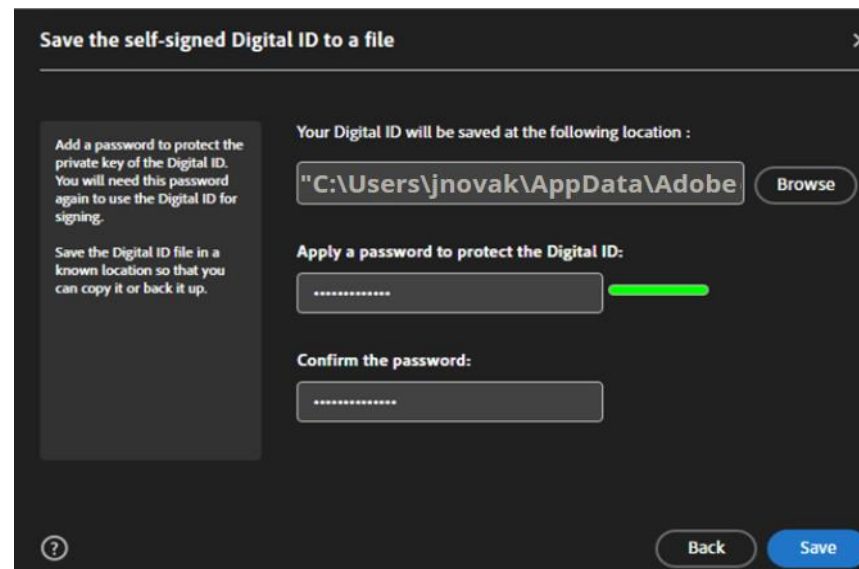 Save the self-signed Digital ID to a file
Add a password to protect the
private key of the Digital ID.
You will need this password
again to use the Digital ID for
signing.
Save the Digital ID file in a
known location so that you
can copy it or back it up.
Your Digital ID will be saved at the following location :
"C:\Users\jnovak\AppData\Adobe
Browse
Apply a password to protect the Digital ID:
•••••••••••••
Confirm the password:
••••••••••••••
?
Back
Save